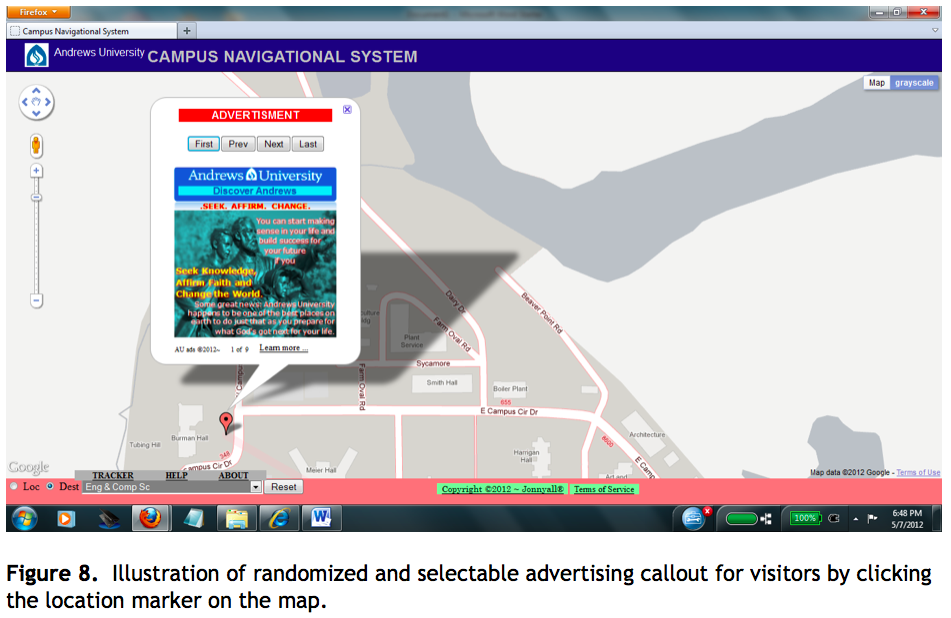 Firefox
Campus Navigational System
Andrews University CAMPUS NAVIGATIONAL SYSTEM
Map grayscale
ADVERTISMENT
First Prev Next Last
Andrews University
Discover Andrews
.SEEK. AFFIRM. CHANGE.
You can start making
sense in your life and
build success for
your future
if you
Seek Knowledge,
Affirm Faith and
Change the World.
Some great news: Andrews University
happens to be one of the best places on
earth to do just that as you prepare for
what God's got next for your life.
AU ads @2012~ 1 of 9 Learn more ...
Dairy Dr
Beaver Point Rd
Plant
Service
Farm Oval Rd
Sycamore
Smith Hall
Boiler Plant
Farm Oval Rd
655
E Campus Cir Dr
6600
Architecture
Burman Hall
Tubing Hill
Harrigan
Hall
348
ampus Cir Dr
Meier Hall
E Camp
Google
Map data ©2012 Google - Terms of Use
TRACKER HELP ABOUT
Loc Dest Eng & Comp Sc Reset
Copyright ©2012 ~ Jonnyall® Terms of Service
100%
6:48 PM
5/7/2012
Figure 8. Illustration of randomized and selectable advertising callout for visitors by clicking
the location marker on the map.